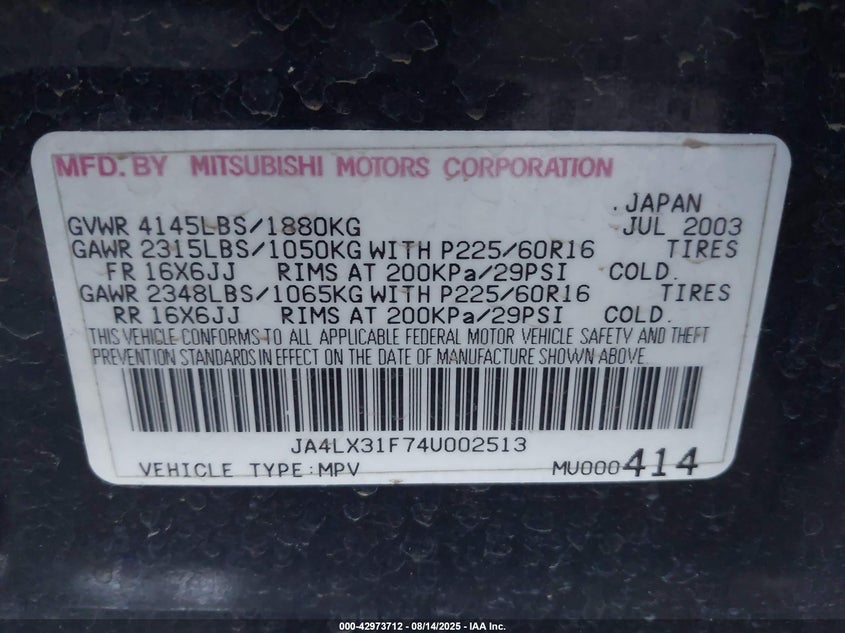 MFD. BY MITSUBISHI MOTORS CORPORATION
. JAPAN
GVWR 4145LBS/1880KG JUL 2003
GAWR 2315LBS/1050KG WITH P225/60R16 TIRES
FR 16X6JJ RIMS AT 200KPa/29PSI COLD.
GAWR 2348LBS/1065KG WITH P225/60R16 TIRES
RR 16X6JJ RIMS AT 200KPa/29PSI COLD.
THIS VEHICLE CONFORMS TO ALL APPLICABLE FEDERAL MOTOR VEHICLE SAFETY AND THEFT
PREVENTION STANDARDS IN EFFECT ON THE DATE OF MANUFACTURE SHOWN ABOVE.
JA4LX31F74U002513
VEHICLE TYPE:MPV MU000414
000-42973712 - 08/14/2025 - IAA Inc.